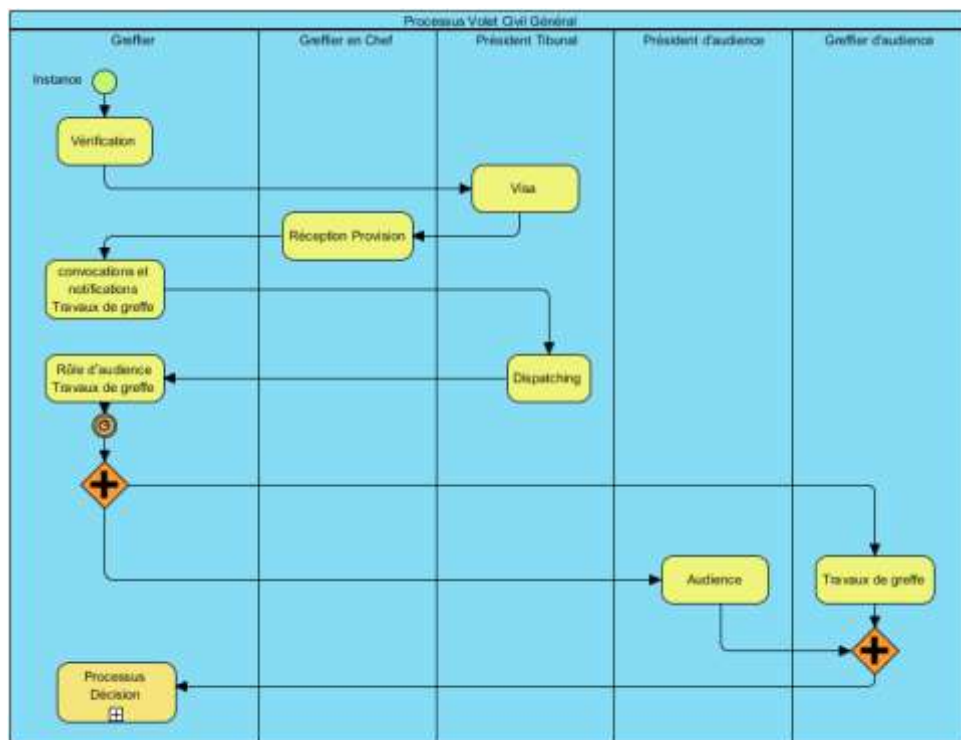 Processus Volet Civil Général
Greffier
Greffier en Chef
Président Tibunal
Président d'audience
Greffier d'audience
Instance
Vérification
Visa
Réception Provision
convocations et
notifications
Travaux de greffe
Rôle d'audience
Travaux de greffe
Dispatching
Audience
Travaux de greffe
Processus
Décision